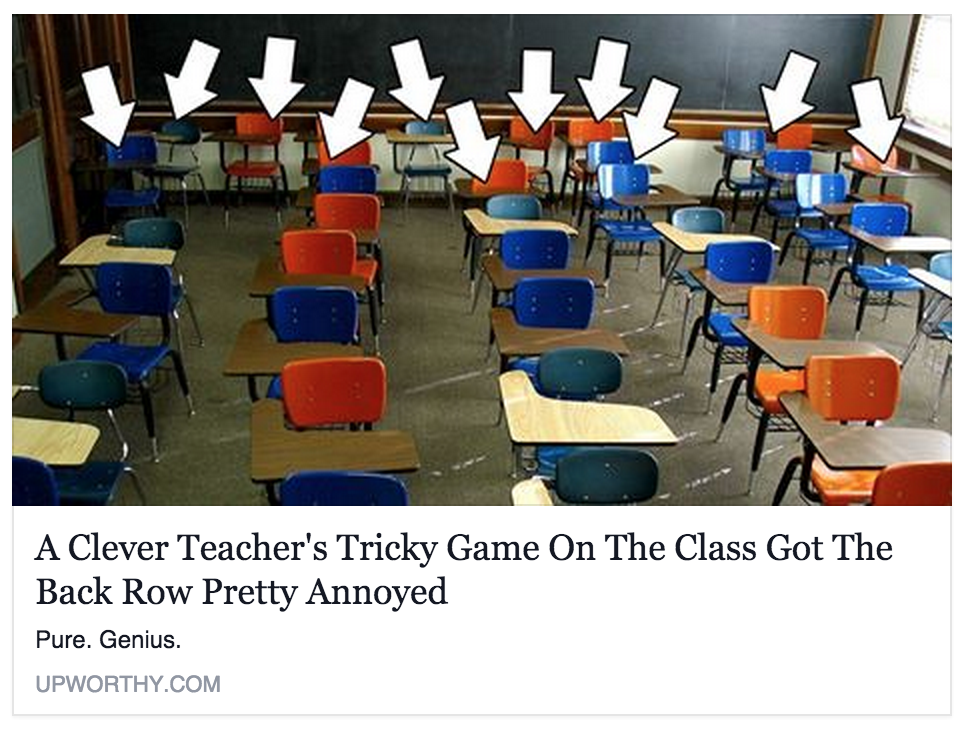 A Clever Teacher's Tricky Game On The Class Got The
Back Row Pretty Annoyed
Pure. Genius.
UPWORTHY.COM